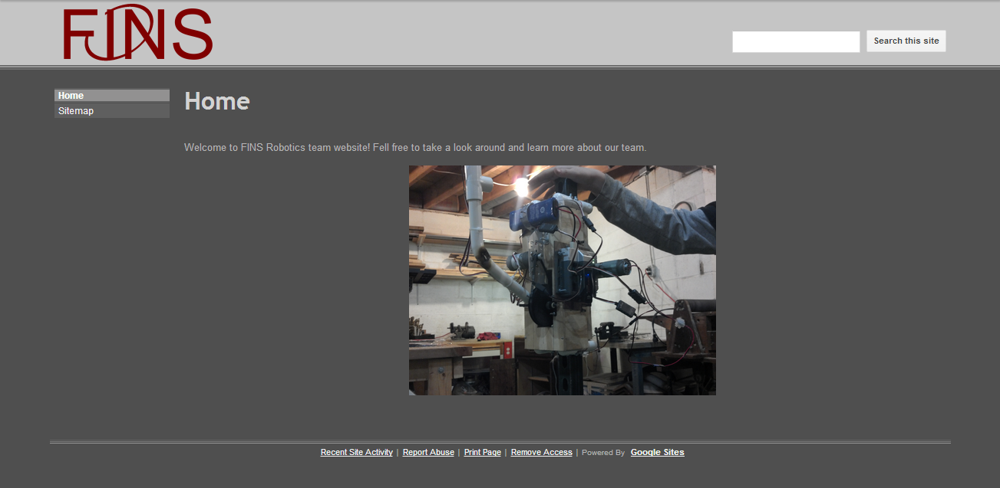 FINS
Search this site
Home
Sitemap
Home
Welcome to FINS Robotics team website! Fell free to take a look around and learn more about our team.
Recent Site Activity | Report Abuse | Print Page | Remove Access | Powered By Google Sites